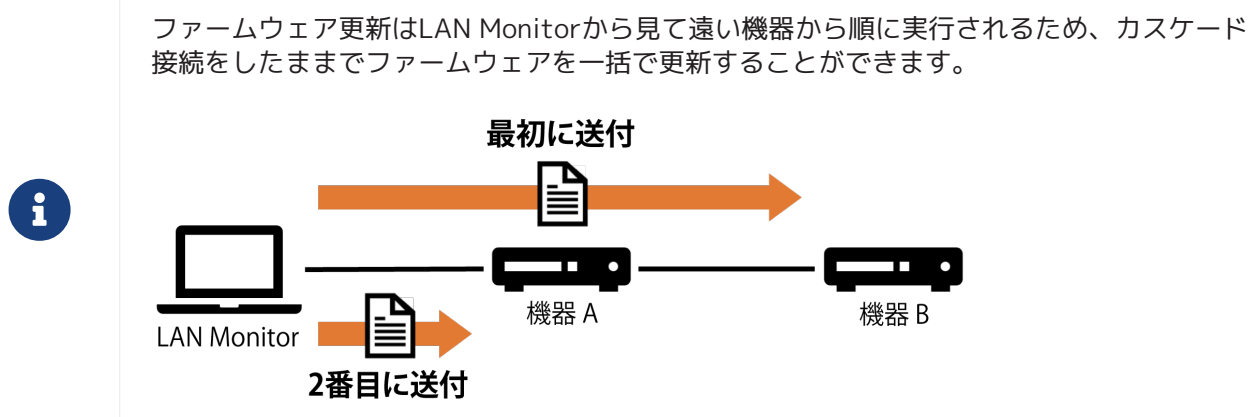 ファームウェア更新はLAN Monitorから見て遠い機器から順に実行されるため、カスケード
接続をしたままでファームウェアを一括で更新することができます。
最初に送付
機器 A
機器 B
LAN Monitor
2番目に送付